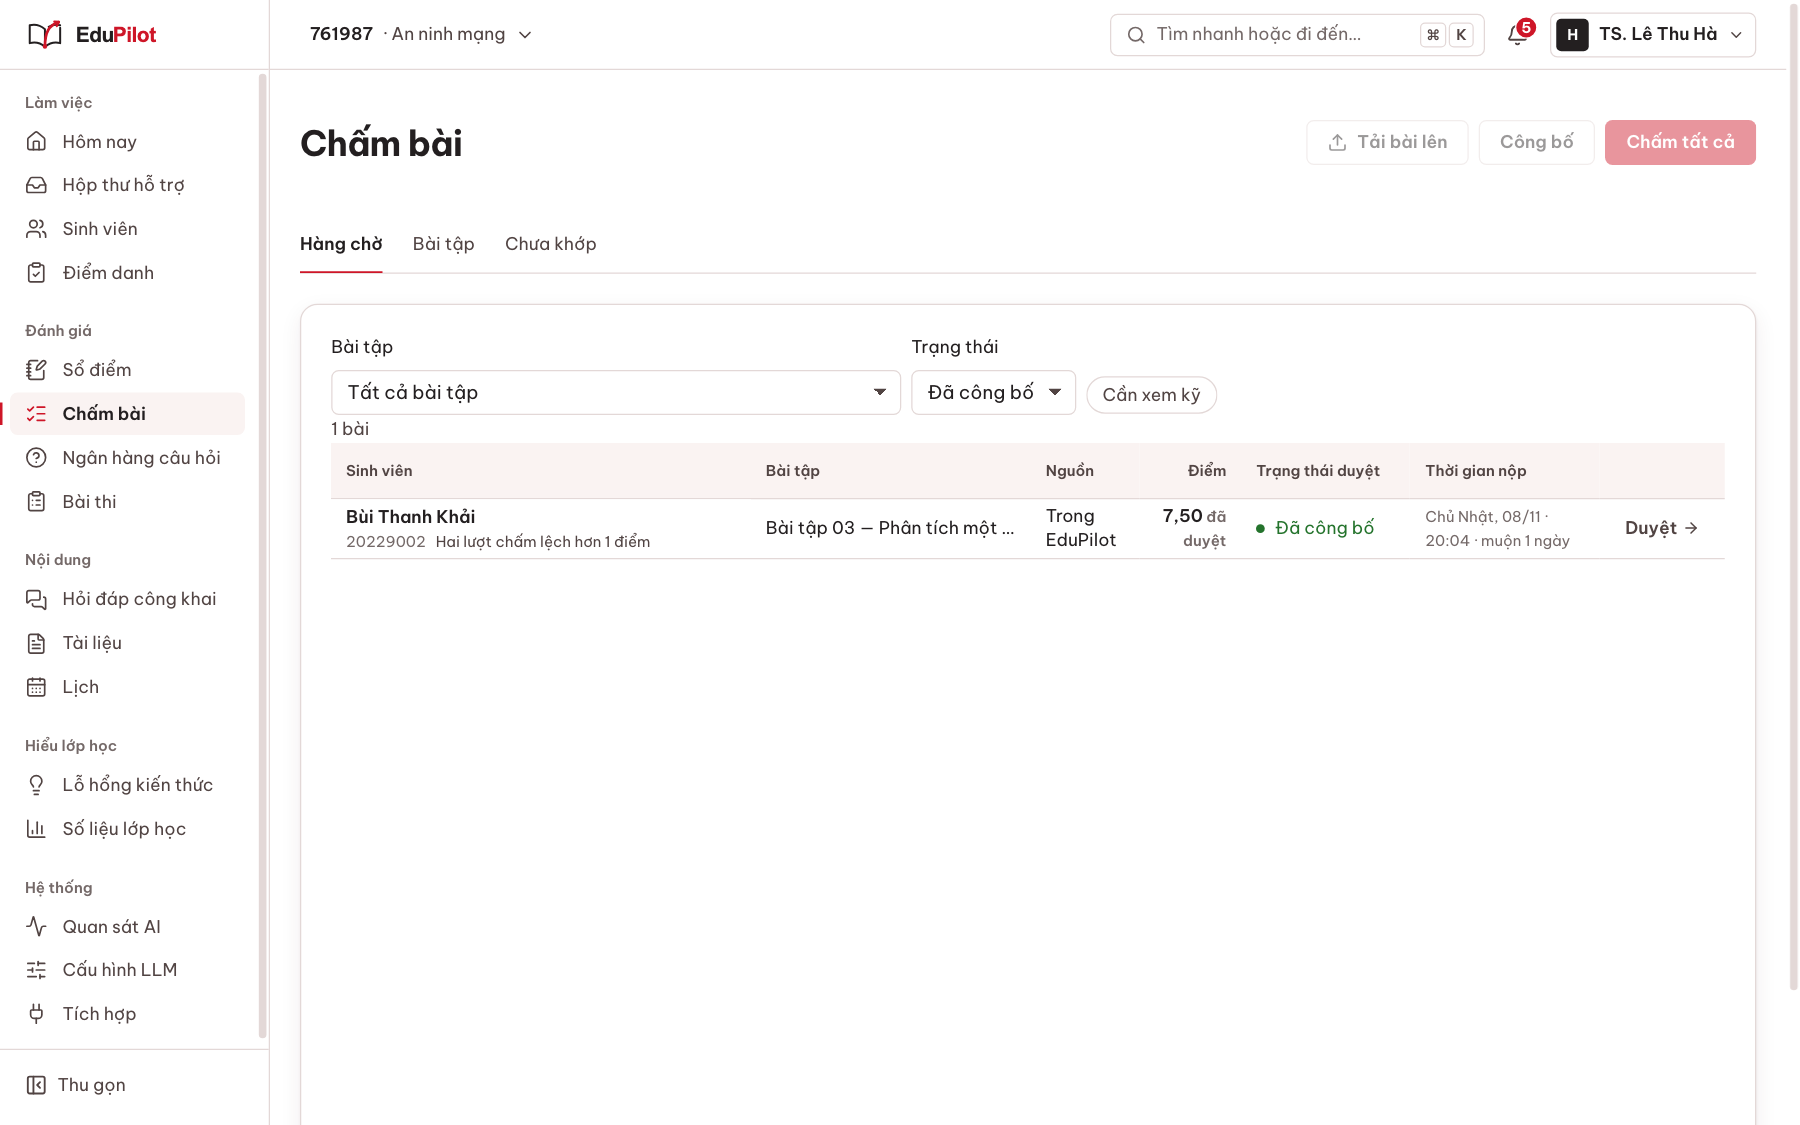 EduPilot
761987 · An ninh mạng
Tìm nhanh hoặc đi đến...
⌘ K
5
H
TS. Lê Thu Hà
Làm việc
Hôm nay
Hộp thư hỗ trợ
Sinh viên
Điểm danh
Đánh giá
Sổ điểm
Chấm bài
Ngân hàng câu hỏi
Bài thi
Nội dung
Hỏi đáp công khai
Tài liệu
Lịch
Hiểu lớp học
Lỗ hổng kiến thức
Số liệu lớp học
Hệ thống
Quan sát AI
Cấu hình LLM
Tích hợp
Thu gọn
Chấm bài
Tải bài lên
Công bố
Chấm tất cả
Hàng chờ
Bài tập
Chưa khớp
Bài tập
Trạng thái
Tất cả bài tập
Đã công bố
Cần xem kỹ
1 bài
Sinh viên
Bài tập
Nguồn
Điểm
Trạng thái duyệt
Thời gian nộp
Bùi Thanh Khải
20229002 Hai lượt chấm lệch hơn 1 điểm
Bài tập 03 — Phân tích một ...
Trong
EduPilot
7,50 đã
duyệt
Đã công bố
Chủ Nhật, 08/11 ·
20:04 · muộn 1 ngày
Duyệt →